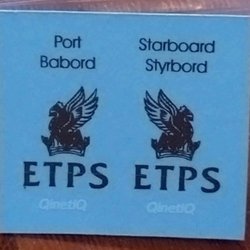 Port
Babord
ETPS
QinetiQ
Starboard
Styrbord
ETPS
QinetiQ